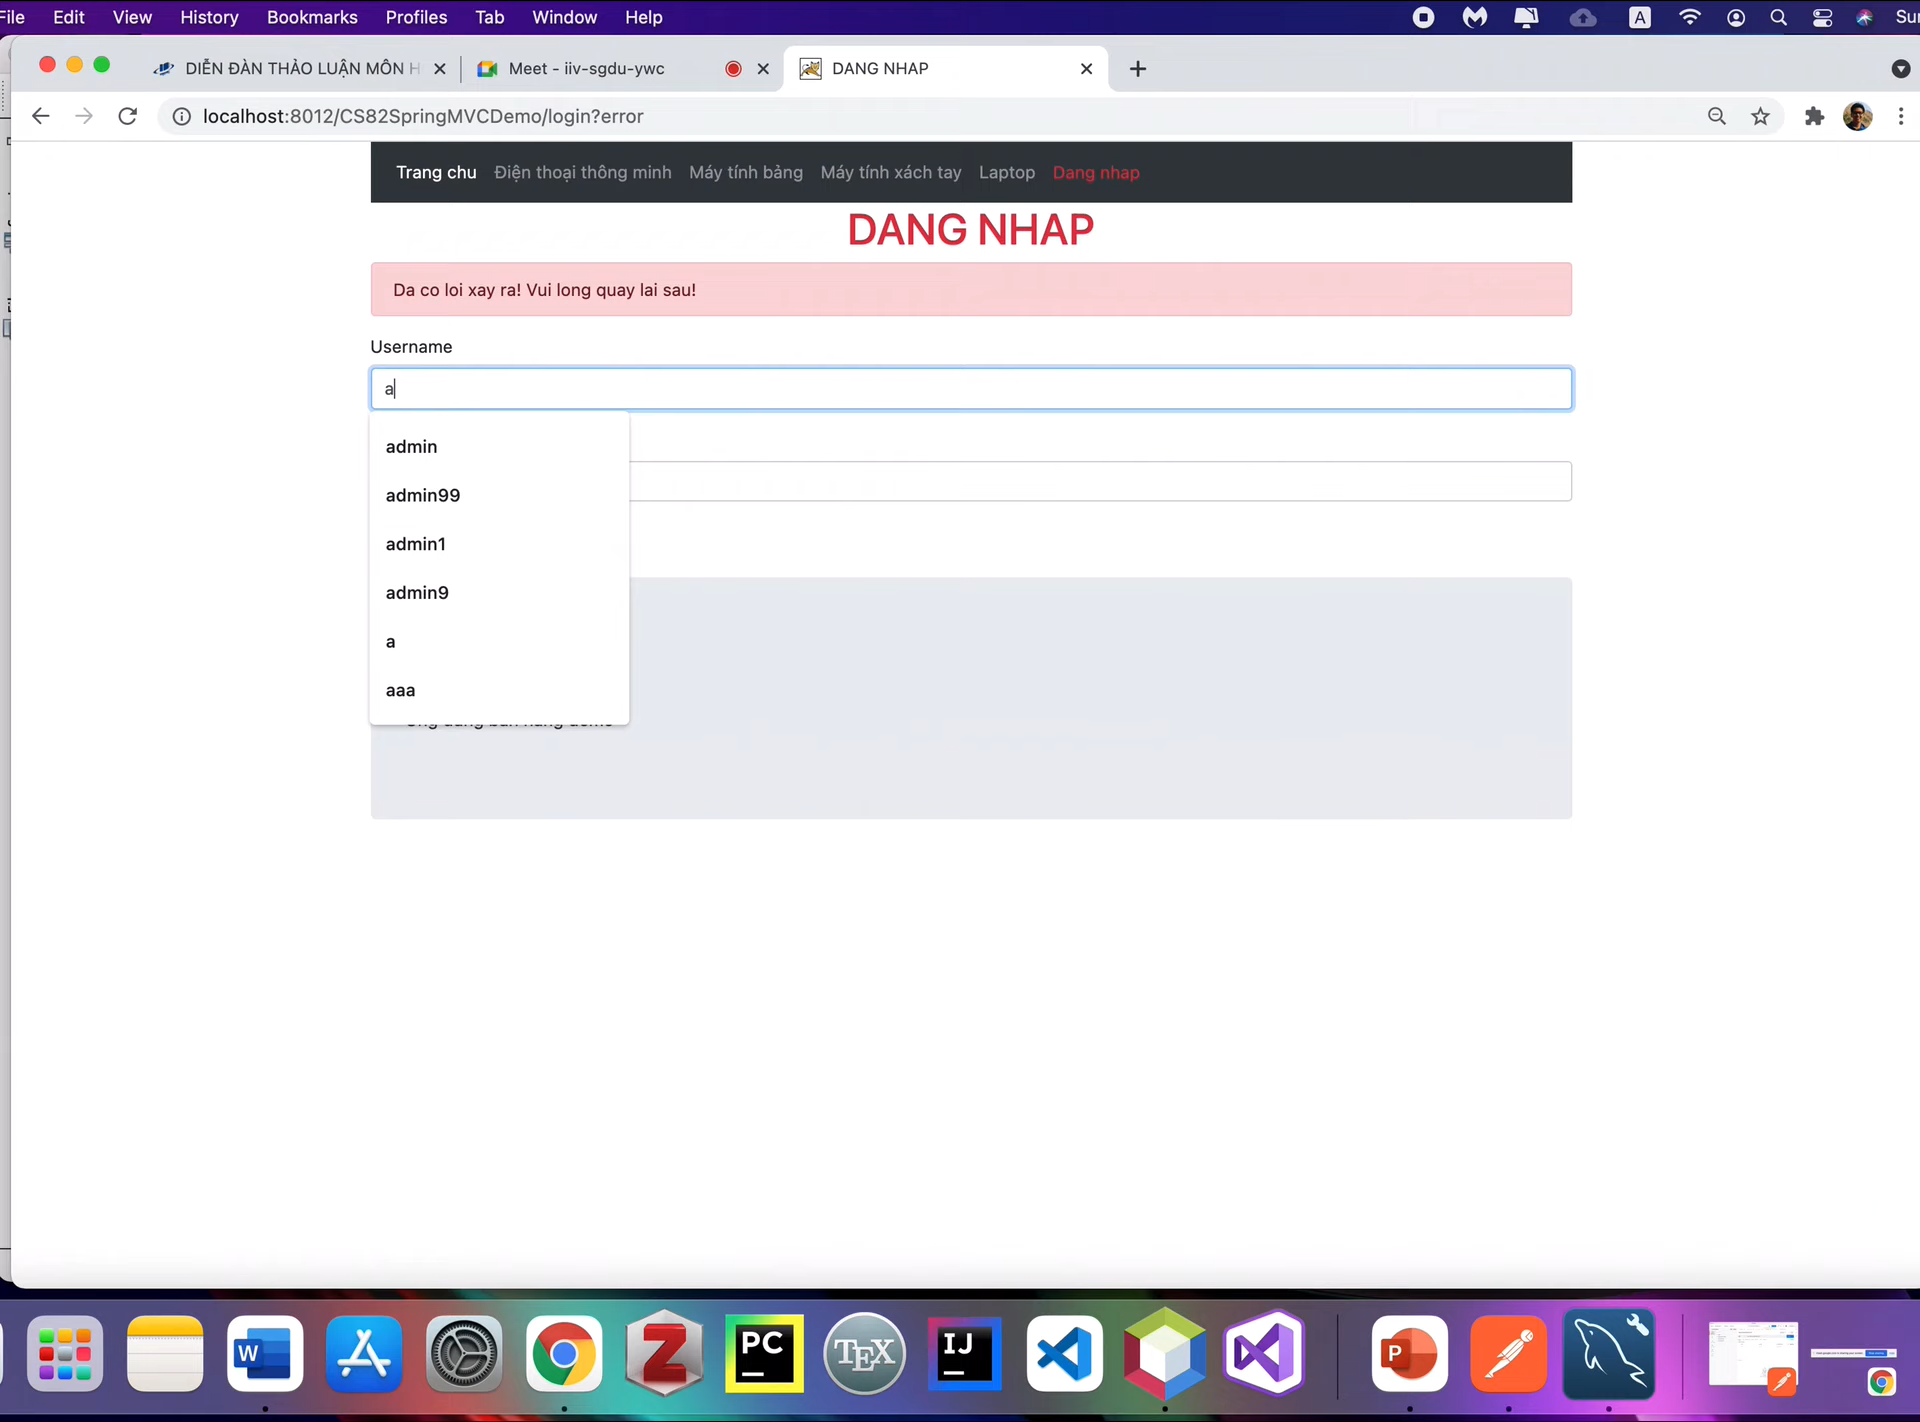 File Edit View History Bookmarks Profiles Tab Window Help
A
DIỄN ĐÀN THẢO LUẬN MÔN H
Meet - iiv-sgdu-ywc
DANG NHAP
localhost:8012/CS82SpringMVCDemo/login?error
Trang chu Điện thoại thông minh Máy tính bảng Máy tính xách tay Laptop Dang nhap
DANG NHAP
Da co loi xay ra! Vui long quay lai sau!
Username
a
admin
admin99
admin1
admin9
a
aaa
W
Z
PC
TEX
IJ
P